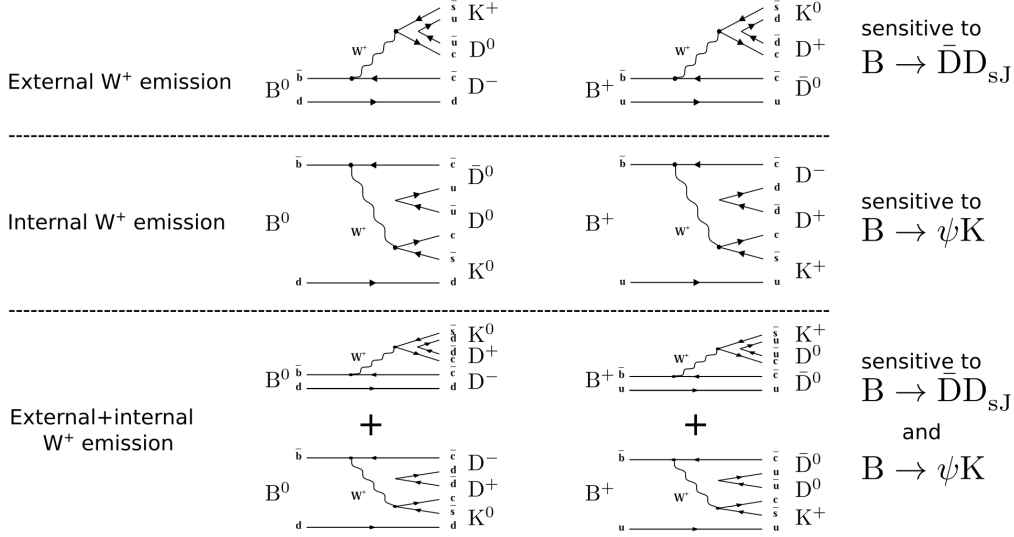 External W⁺ emission
B⁰
b̄
d
W⁺
s̄
u
ū
c
c̄
d
K⁺
D⁰
D⁻
B⁺
b̄
u
W⁺
s̄
d
d̄
c
c̄
u
K⁰
D⁺
D̄⁰
sensitive to
B → D̄D_sJ
Internal W⁺ emission
B⁰
b̄
d
W⁺
c̄
u
ū
c
s̄
d
D̄⁰
D⁰
K⁰
B⁺
b̄
u
W⁺
c̄
d
d̄
c
s̄
u
D⁻
D⁺
K⁺
sensitive to
B → ψK
External+internal
W⁺ emission
B⁰
b̄
d
W⁺
s̄
d
d̄
c
c̄
d
K⁰
D⁺
D⁻
B⁺
b̄
u
W⁺
s̄
u
ū
c
c̄
u
K⁺
D⁰
D̄⁰
+
+
B⁰
b̄
d
W⁺
c̄
d
d̄
c
s̄
d
D⁻
D⁺
K⁰
B⁺
b̄
u
W⁺
c̄
u
ū
c
s̄
u
D̄⁰
D⁰
K⁺
sensitive to
B → D̄D_sJ
and
B → ψK